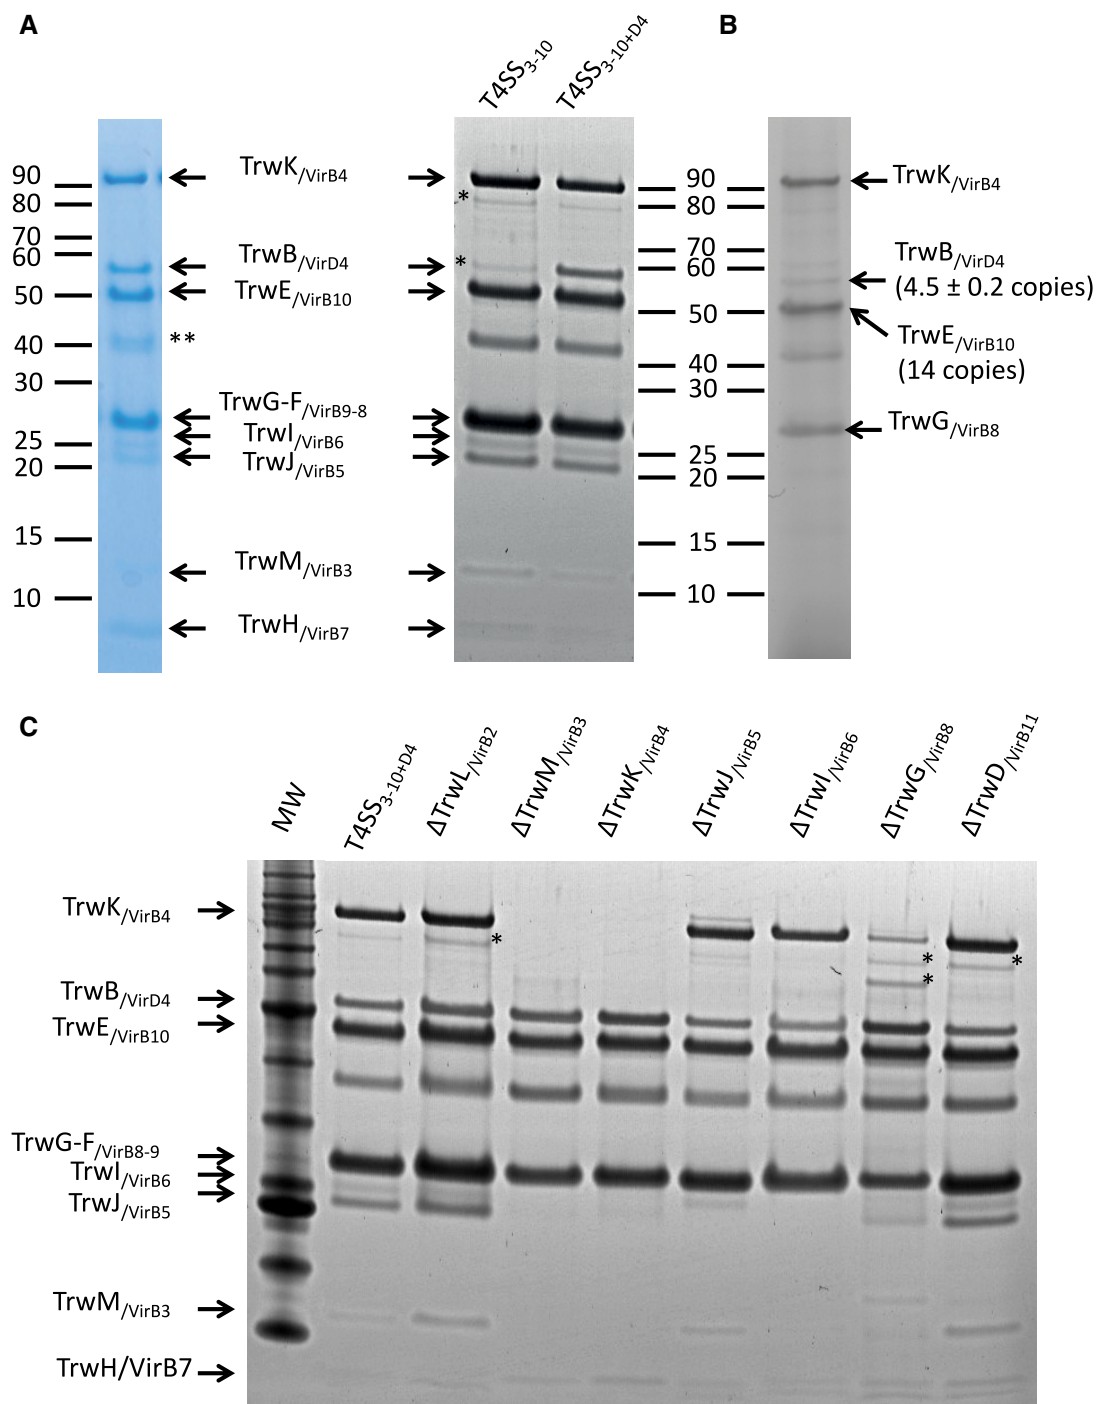 A
B
T4SS3-10
T4SS3-10+D4
90
80
70
60
50
40
30
25
20
15
10
TrwK/VirB4
TrwB/VirD4
TrwE/VirB10
**
TrwG-F/VirB9-8
TrwI/VirB6
TrwJ/VirB5
TrwM/VirB3
TrwH/VirB7
*
*
90
80
70
60
50
40
30
25
20
15
10
TrwK/VirB4
TrwB/VirD4
(4.5 ± 0.2 copies)
TrwE/VirB10
(14 copies)
TrwG/VirB8
C
MW
T4SS3-10+D4
ΔTrwL/VirB2
ΔTrwM/VirB3
ΔTrwK/VirB4
ΔTrwJ/VirB5
ΔTrwI/VirB6
ΔTrwG/VirB8
ΔTrwD/VirB11
TrwK/VirB4
*
*
*
*
TrwB/VirD4
TrwE/VirB10
TrwG-F/VirB8-9
TrwI/VirB6
TrwJ/VirB5
TrwM/VirB3
TrwH/VirB7